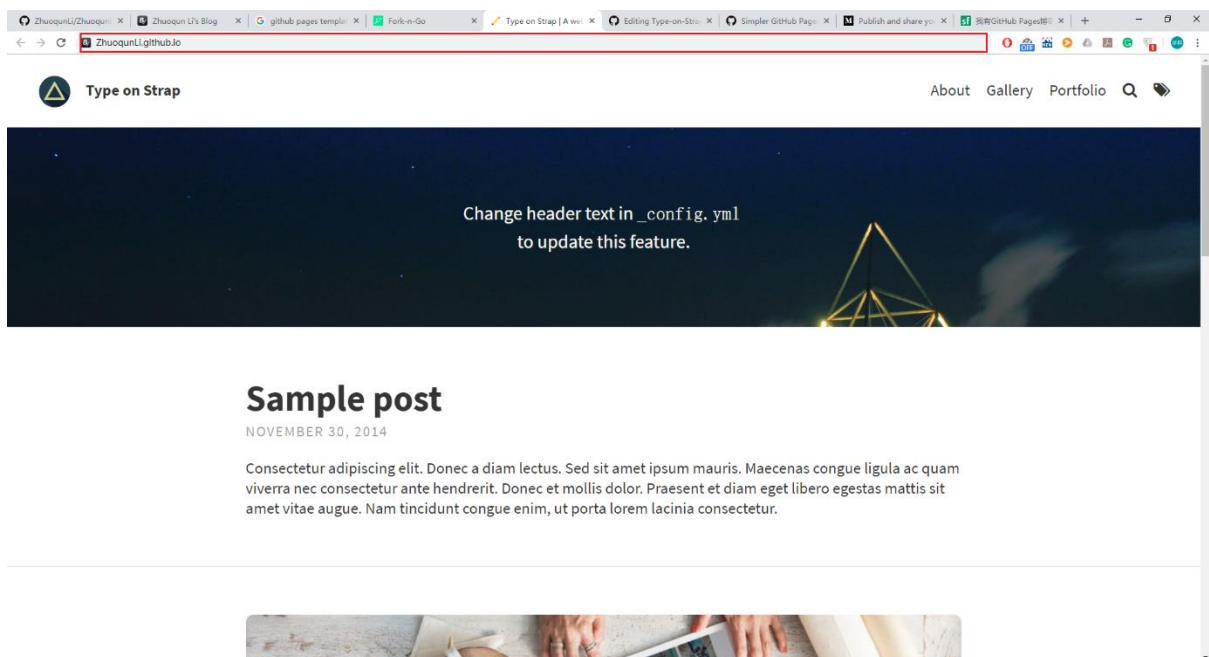 ZhuoqunLi/Zhuoqun
Zhuoqun Li's Blog
github pages templat
Fork-n-Go
Type on Strap | A wel
Editing Type-on-Stra
Simpler GitHub Page
Publish and share yo
GitHub Pages
ZhuoqunLi.github.io
OFF
1
Type on Strap
About Gallery Portfolio
Change header text in _config.yml
to update this feature.
Sample post
NOVEMBER 30, 2014
Consectetur adipiscing elit. Donec a diam lectus. Sed sit amet ipsum mauris. Maecenas congue ligula ac quam
viverra nec consectetur ante hendrerit. Donec et mollis dolor. Praesent et diam eget libero egestas mattis sit
amet vitae augue. Nam tincidunt congue enim, ut porta lorem lacinia consectetur.